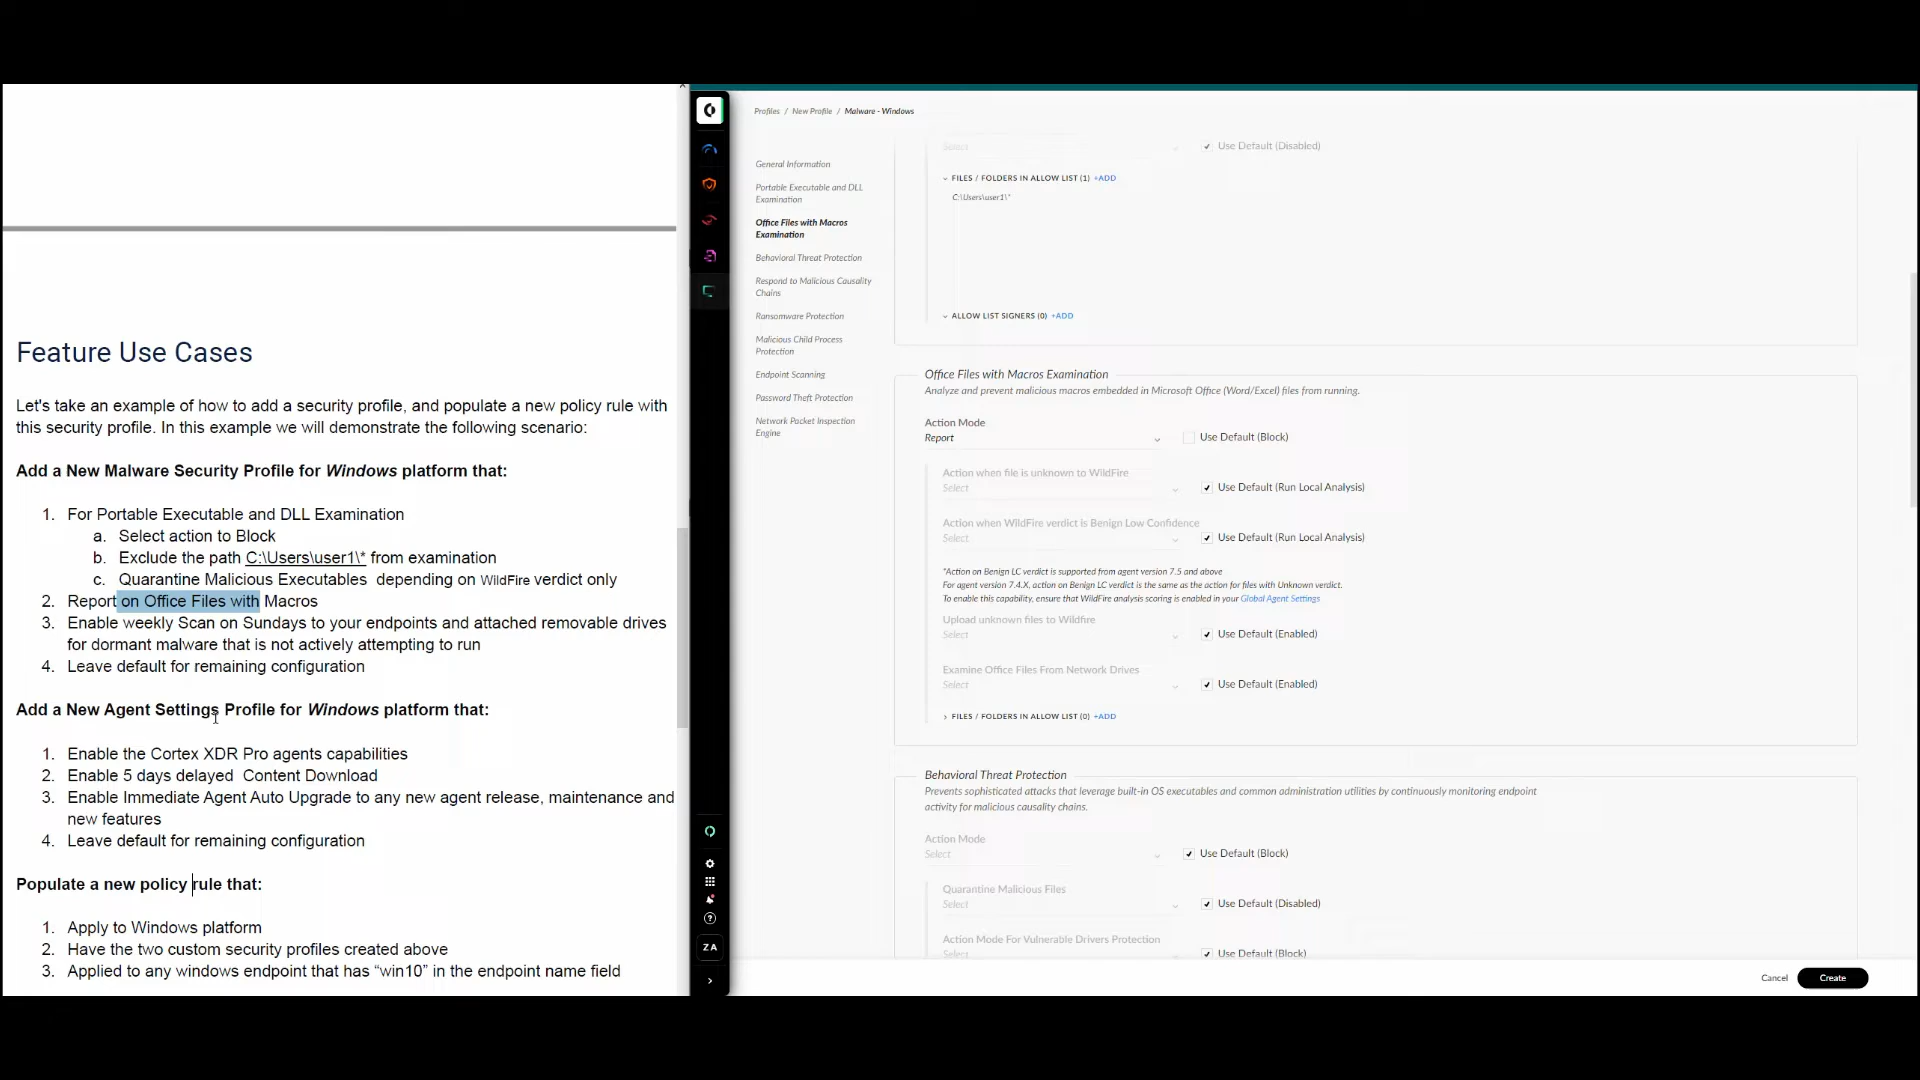 Feature Use Cases
Let's take an example of how to add a security profile, and populate a new policy rule with
this security profile. In this example we will demonstrate the following scenario:
Add a New Malware Security Profile for Windows platform that:
1. For Portable Executable and DLL Examination
a. Select action to Block
b. Exclude the path C:\Users\user1\* from examination
c. Quarantine Malicious Executables depending on WildFire verdict only
2. Report on Office Files with Macros
3. Enable weekly Scan on Sundays to your endpoints and attached removable drives
for dormant malware that is not actively attempting to run
4. Leave default for remaining configuration
Add a New Agent Settings Profile for Windows platform that:
1. Enable the Cortex XDR Pro agents capabilities
2. Enable 5 days delayed Content Download
3. Enable Immediate Agent Auto Upgrade to any new agent release, maintenance and
new features
4. Leave default for remaining configuration
Populate a new policy rule that:
1. Apply to Windows platform
2. Have the two custom security profiles created above
3. Applied to any windows endpoint that has “win10” in the endpoint name field
ZA
Profiles / New Profile / Malware - Windows
General Information
Portable Executable and DLL
Examination
Office Files with Macros
Examination
Behavioral Threat Protection
Respond to Malicious Causality
Chains
Ransomware Protection
Malicious Child Process
Protection
Endpoint Scanning
Password Theft Protection
Network Packet Inspection
Engine
Select
Use Default (Disabled)
FILES / FOLDERS IN ALLOW LIST (1) +ADD
C:\Users\user1\*
ALLOW LIST SIGNERS (0) +ADD
Office Files with Macros Examination
Analyze and prevent malicious macros embedded in Microsoft Office (Word/Excel) files from running.
Action Mode
Report
Use Default (Block)
Action when file is unknown to WildFire
Select
Use Default (Run Local Analysis)
Action when WildFire verdict is Benign Low Confidence
Select
Use Default (Run Local Analysis)
*Action on Benign LC verdict is supported from agent version 7.5 and above
For agent version 7.4.X, action on Benign LC verdict is the same as the action for files with Unknown verdict.
To enable this capability, ensure that WildFire analysis scoring is enabled in your Global Agent Settings
Upload unknown files to Wildfire
Select
Use Default (Enabled)
Examine Office Files From Network Drives
Select
Use Default (Enabled)
FILES / FOLDERS IN ALLOW LIST (0) +ADD
Behavioral Threat Protection
Prevents sophisticated attacks that leverage built-in OS executables and common administration utilities by continuously monitoring endpoint
activity for malicious causality chains.
Action Mode
Select
Use Default (Block)
Quarantine Malicious Files
Select
Use Default (Disabled)
Action Mode For Vulnerable Drivers Protection
Select
Use Default (Block)
Cancel
Create